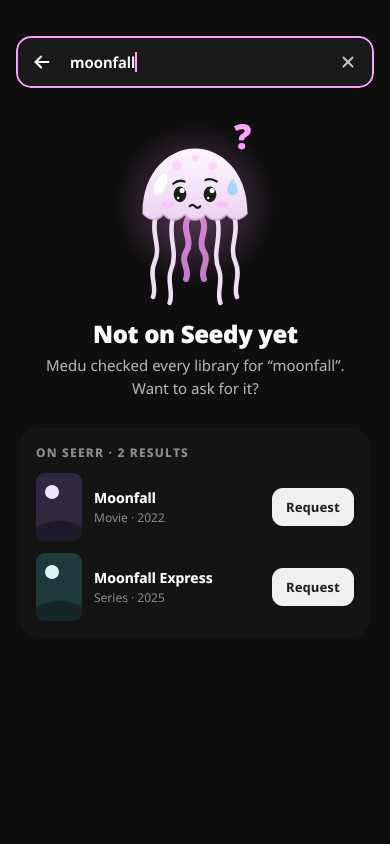 moonfall
?
Not on Seedy yet
Medu checked every library for “moonfall”.
Want to ask for it?
ON SEERR · 2 RESULTS
Moonfall
Movie · 2022
Request
Moonfall Express
Series · 2025
Request